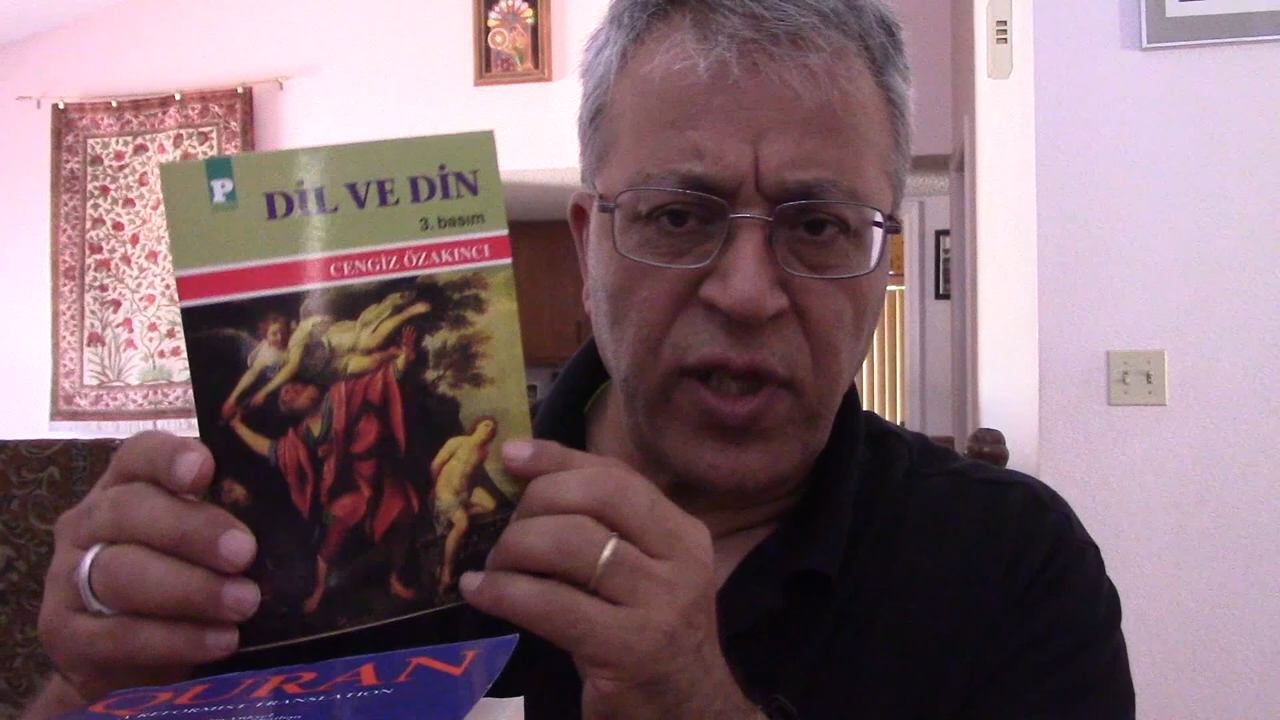 P
DİL VE DİN
3. basım
CENGİZ ÖZAKINCI
QURAN
A REFORMIST TRANSLATION